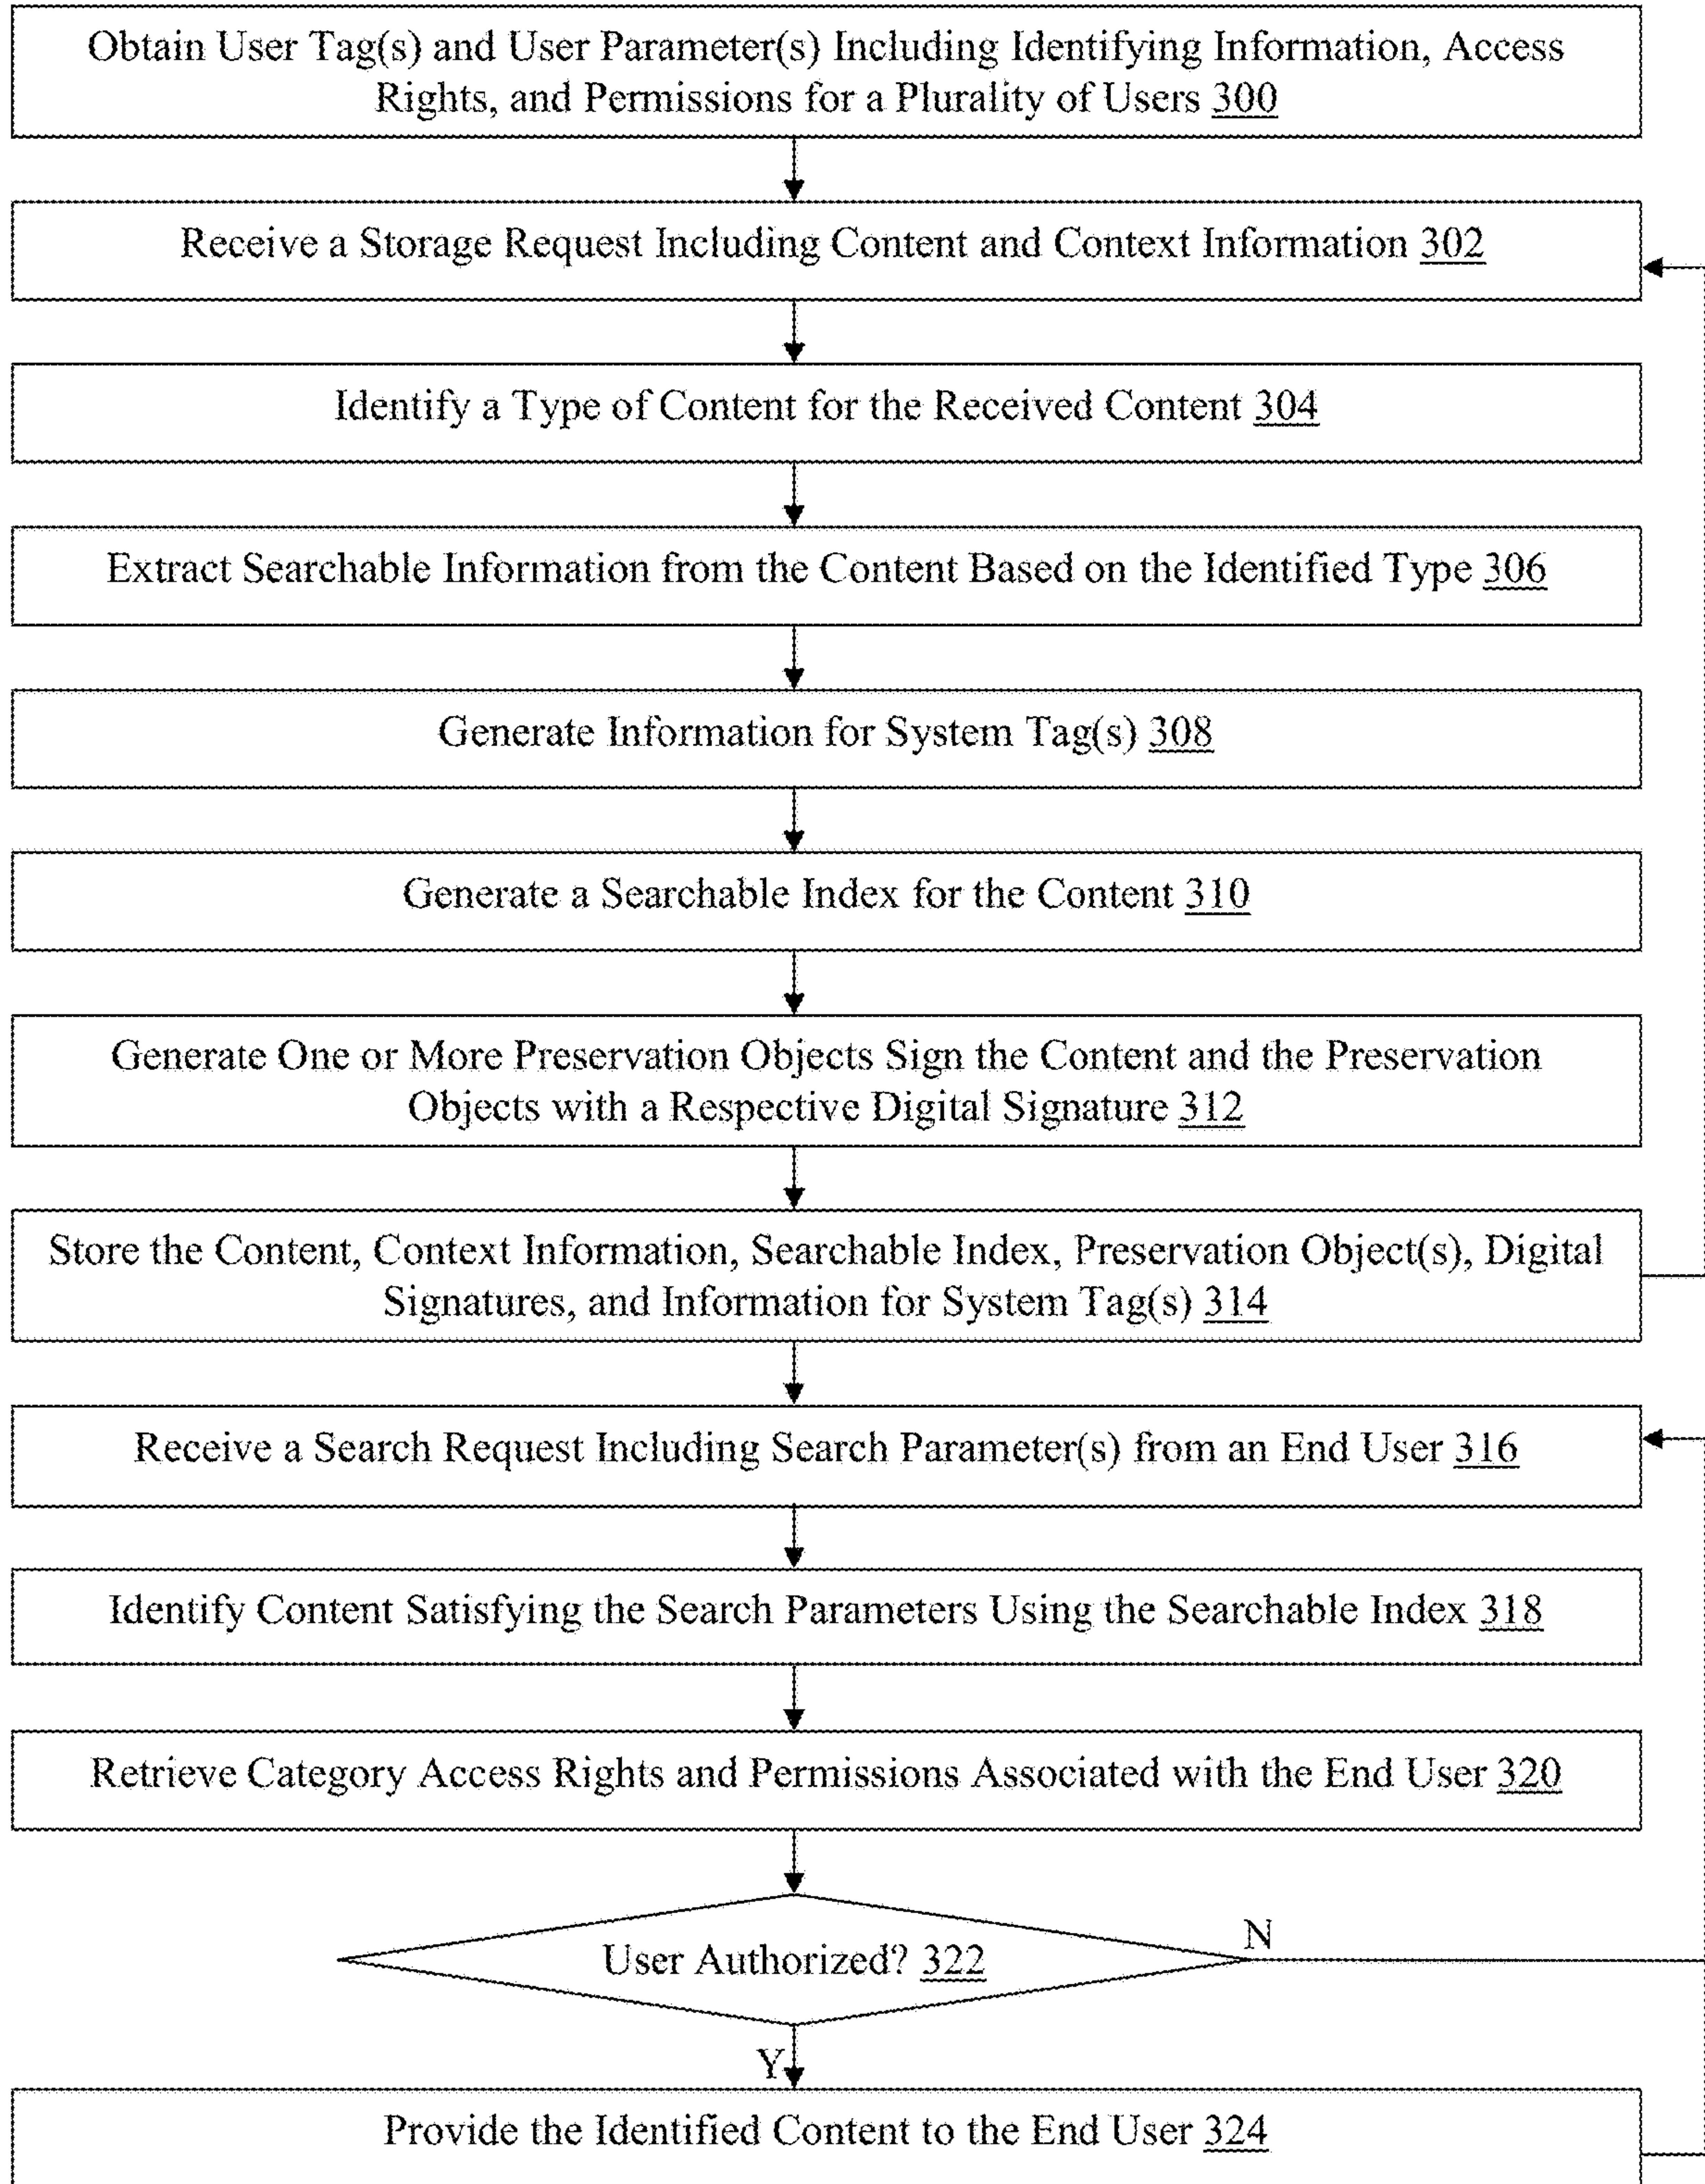 Obtain User Tag(s) and User Parameter(s) Including Identifying Information, Access
Rights, and Permissions for a Plurality of Users 300
Receive a Storage Request Including Content and Context Information 302
Identify a Type of Content for the Received Content 304
Extract Searchable Information from the Content Based on the Identified Type 306
Generate Information for System Tag(s) 308
Generate a Searchable Index for the Content 310
Generate One or More Preservation Objects Sign the Content and the Preservation
Objects with a Respective Digital Signature 312
Store the Content, Context Information, Searchable Index, Preservation Object(s), Digital
Signatures, and Information for System Tag(s) 314
Receive a Search Request Including Search Parameter(s) from an End User 316
Identify Content Satisfying the Search Parameters Using the Searchable Index 318
Retrieve Category Access Rights and Permissions Associated with the End User 320
N
User Authorized? 322
Y
Provide the Identified Content to the End User 324